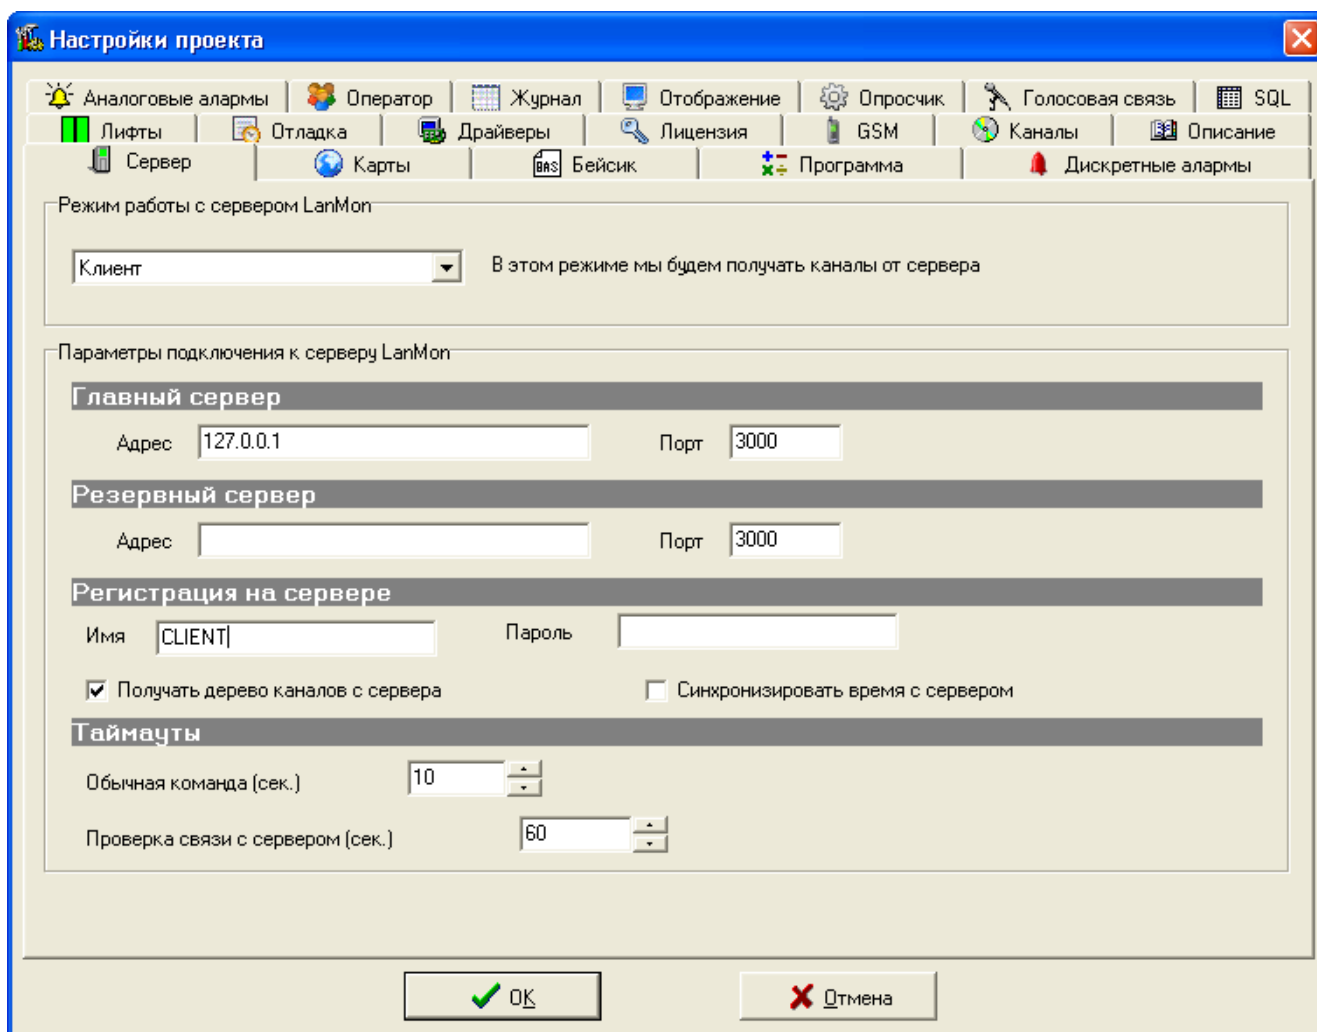 Настройки проекта
Аналоговые алармы Оператор Журнал Отображение Опросчик Голосовая связь SQL
Лифты Отладка Драйверы Лицензия GSM Каналы Описание
Сервер Карты BAS Бейсик Программа Дискретные алармы
Режим работы с сервером LanMon
Клиент В этом режиме мы будем получать каналы от сервера
Параметры подключения к серверу LanMon
Главный сервер
Адрес 127.0.0.1 Порт 3000
Резервный сервер
Адрес Порт 3000
Регистрация на сервере
Имя CLIENT Пароль
Получать дерево каналов с сервера Синхронизировать время с сервером
Таймауты
Обычная команда (сек.) 10
Проверка связи с сервером (сек.) 60
OK Отмена